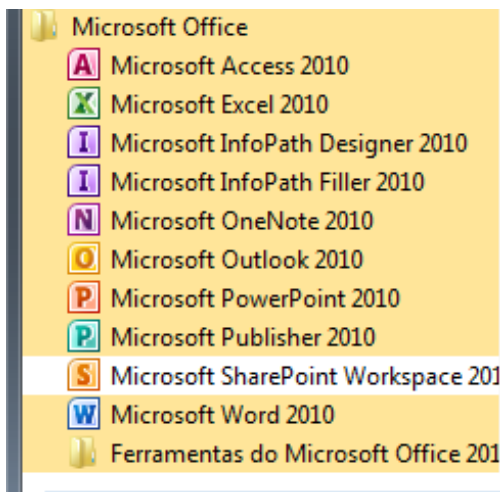 Microsoft Office
Microsoft Access 2010
Microsoft Excel 2010
Microsoft InfoPath Designer 2010
Microsoft InfoPath Filler 2010
Microsoft OneNote 2010
Microsoft Outlook 2010
Microsoft PowerPoint 2010
Microsoft Publisher 2010
Microsoft SharePoint Workspace 201
Microsoft Word 2010
Ferramentas do Microsoft Office 201